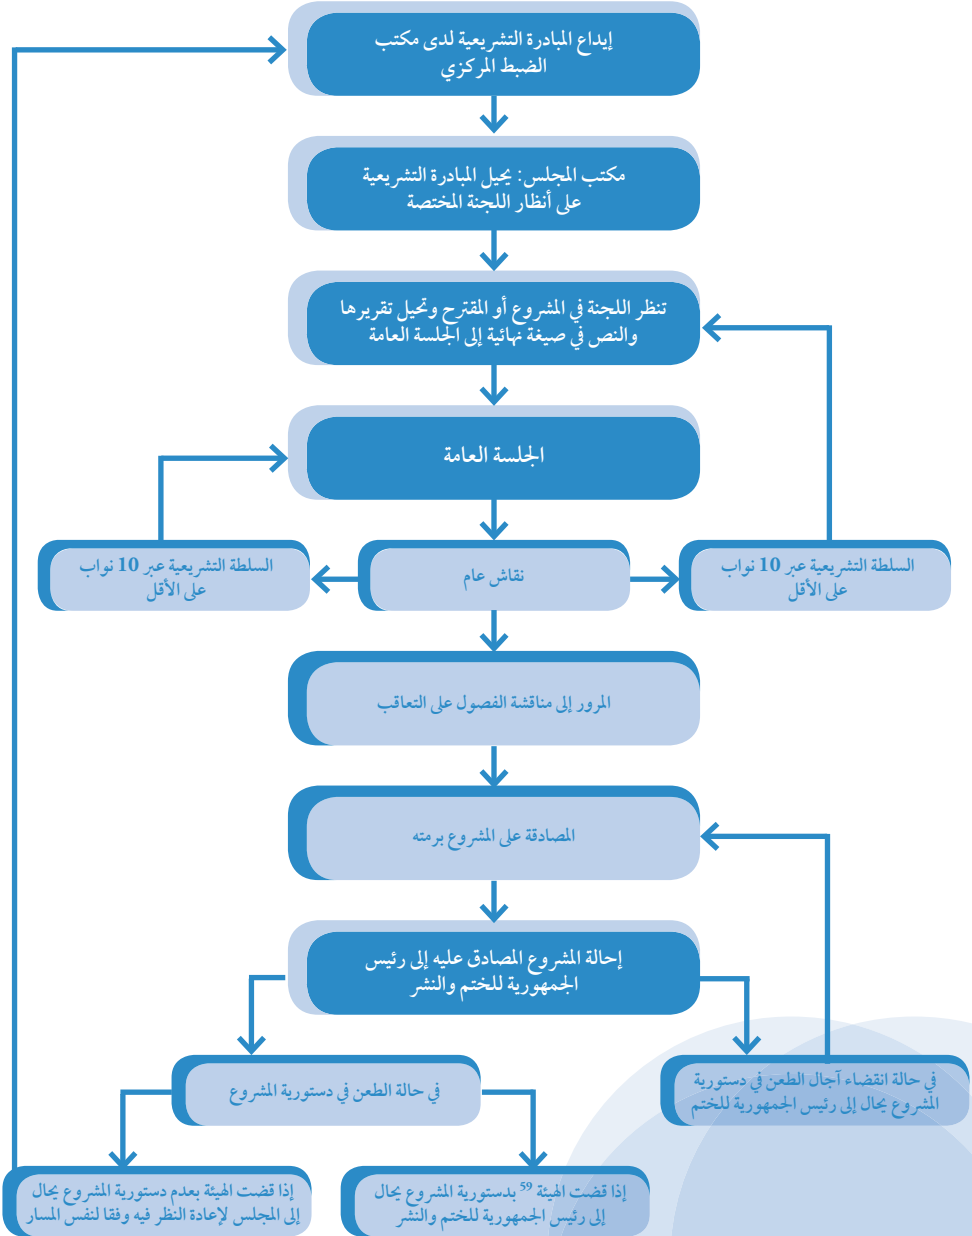 إيداع المبادرة التشريعية لدى مكتب
الضبط المركزي
مكتب المجلس: يحيل المبادرة التشريعية
على أنظار اللجنة المختصة
تنظر اللجنة في المشروع أو المقترح وتحيل تقريرها
والنص في صيغة نهائية إلى الجلسة العامة
الجلسة العامة
السلطة التشريعية عبر 10 نواب
على الأقل
نقاش عام
السلطة التشريعية عبر 10 نواب
على الأقل
المرور إلى مناقشة الفصول على التعاقب
المصادقة على المشروع برمته
إحالة المشروع المصادق عليه إلى رئيس
الجمهورية للختم والنشر
في حالة انقضاء آجال الطعن في دستورية
المشروع يحال إلى رئيس الجمهورية للختم
في حالة الطعن في دستورية المشروع
إذا قضت الهيئة 59 بدستورية المشروع يحال
إلى رئيس الجمهورية للختم والنشر
إذا قضت الهيئة بعدم دستورية المشروع يحال
إلى المجلس لإعادة النظر فيه وفقا لنفس المسار